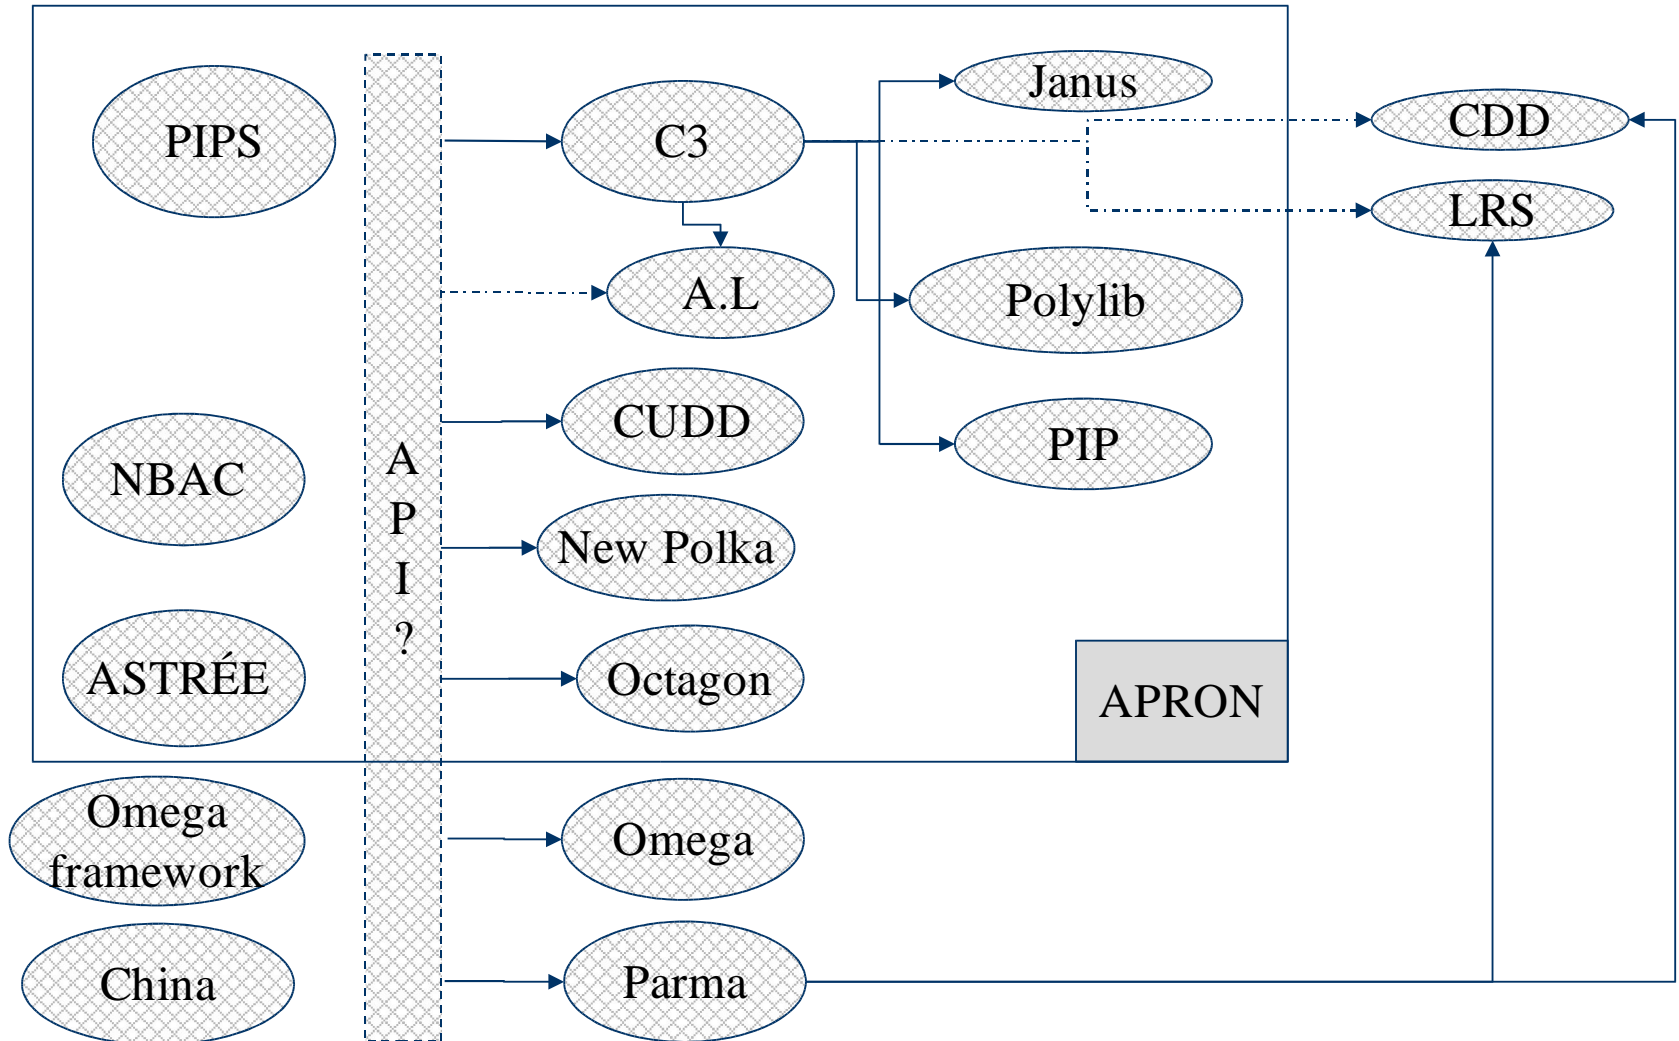 PIPS
C3
Janus
CDD
LRS
A.L
Polylib
CUDD
PIP
NBAC
A
P
I
?
New Polka
ASTRÉE
Octagon
APRON
Omega
framework
Omega
China
Parma